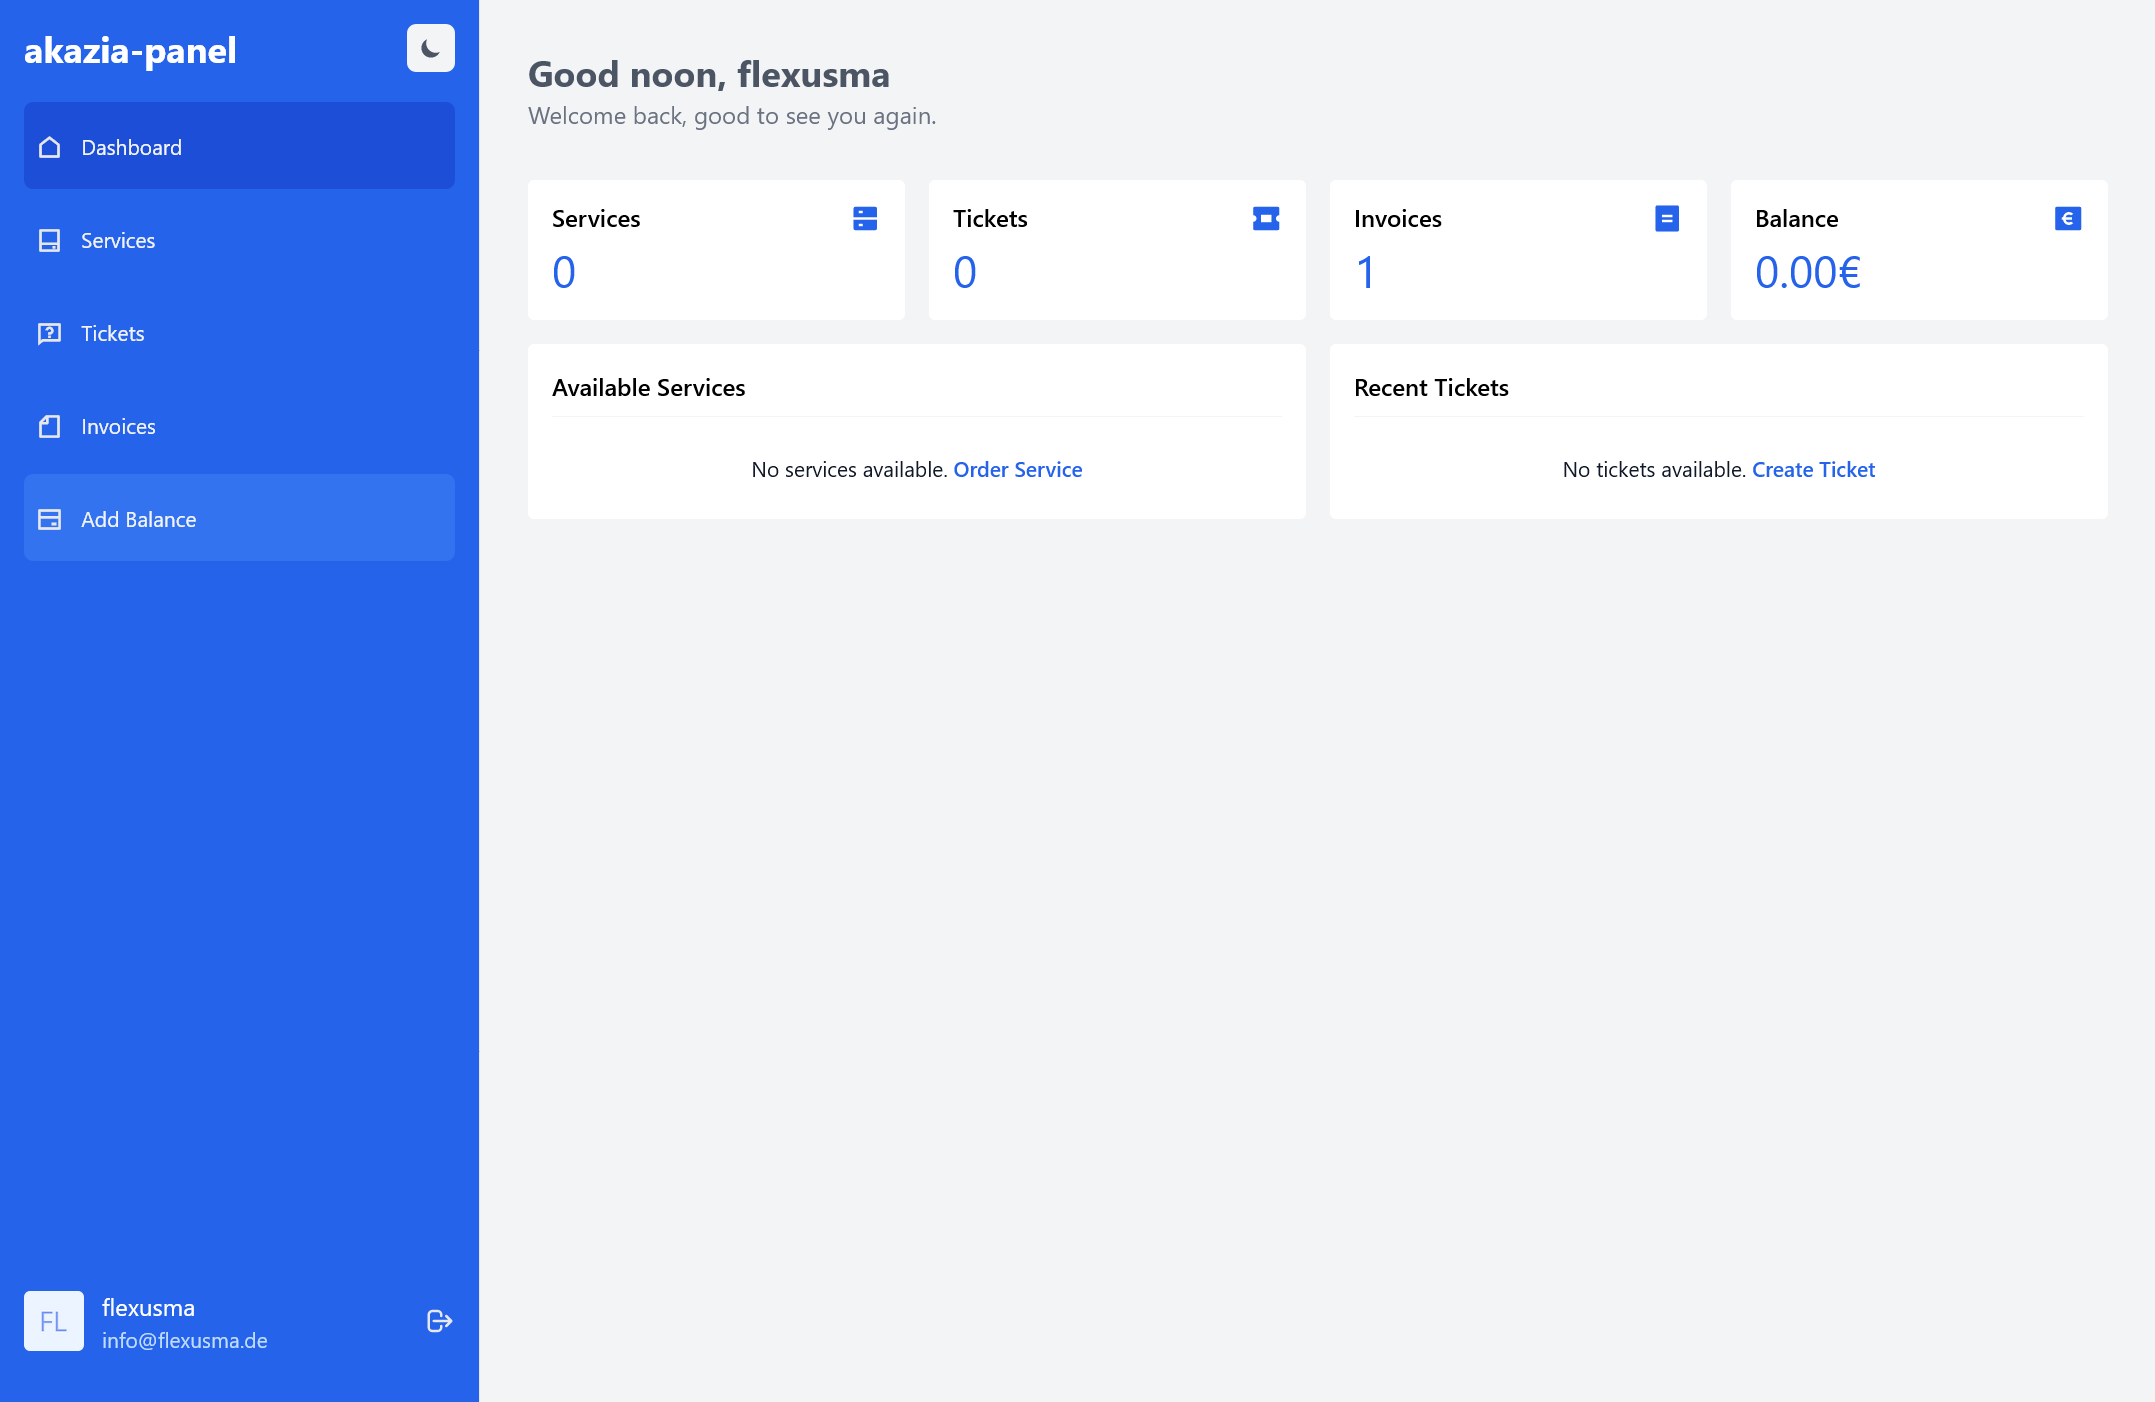 akazia-panel
Dashboard
Services
Tickets
Invoices
Add Balance
FL
flexusma
info@flexusma.de
Good noon, flexusma
Welcome back, good to see you again.
Services
0
Tickets
0
Invoices
1
Balance
0.00€
Available Services
No services available. Order Service
Recent Tickets
No tickets available. Create Ticket